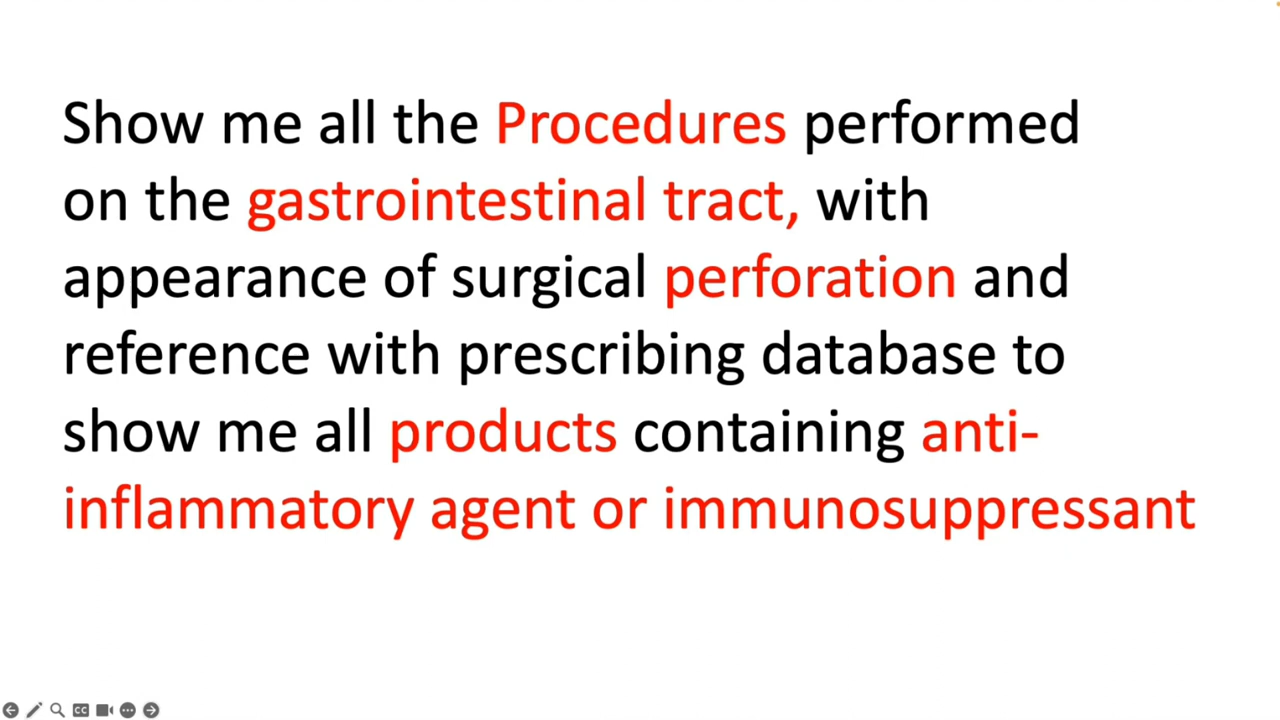 Show me all the Procedures performed
on the gastrointestinal tract, with
appearance of surgical perforation and
reference with prescribing database to
show me all products containing anti-
inflammatory agent or immunosuppressant
CC